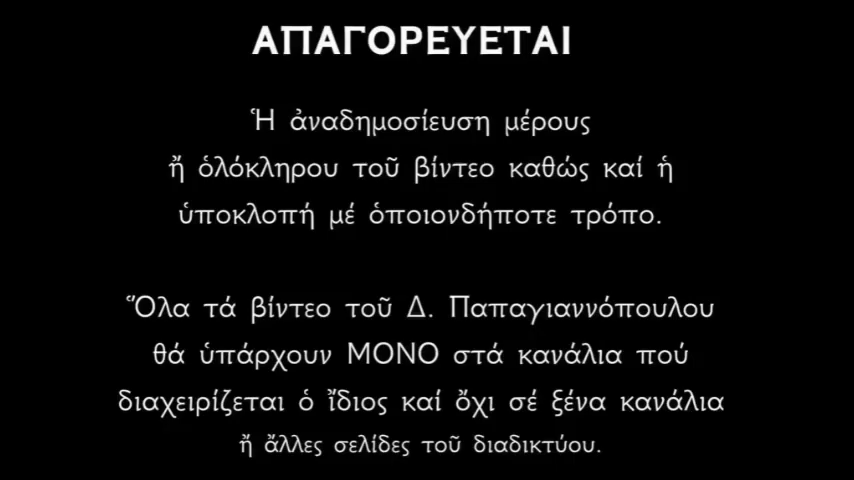 ΑΠΑΓΟΡΕΥΕΤΑΙ
Ἡ ἀναδημοσίευση μέρους
ἤ ὁλόκληρου τοῦ βίντεο καθώς καί ἡ
ὑποκλοπή μέ ὁποιονδήποτε τρόπο.
Ὅλα τά βίντεο τοῦ Δ. Παπαγιαννόπουλου
θά ὑπάρχουν ΜΟΝΟ στά κανάλια πού
διαχειρίζεται ὁ ἴδιος καί ὄχι σέ ξένα κανάλια
ἤ ἄλλες σελίδες τοῦ διαδικτύου.